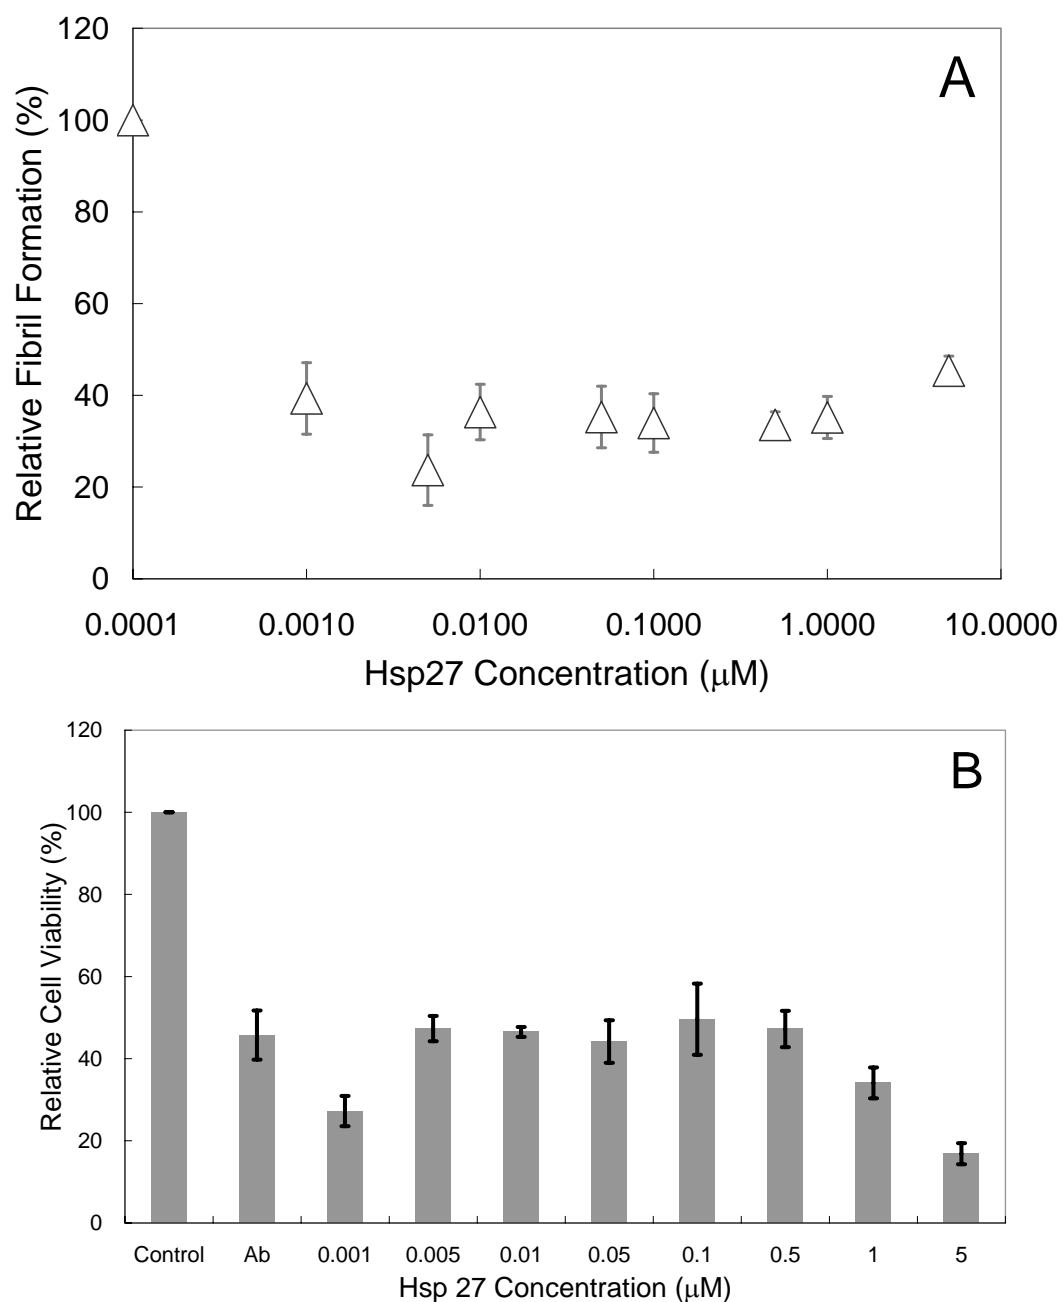 A
Relative Fibril Formation (%)
120
100
80
60
40
20
0
0.0001 0.0010 0.0100 0.1000 1.0000 10.0000
Hsp27 Concentration (μM)
B
Relative Cell Viability (%)
120
100
80
60
40
20
0
Control Ab 0.001 0.005 0.01 0.05 0.1 0.5 1 5
Hsp 27 Concentration (μM)